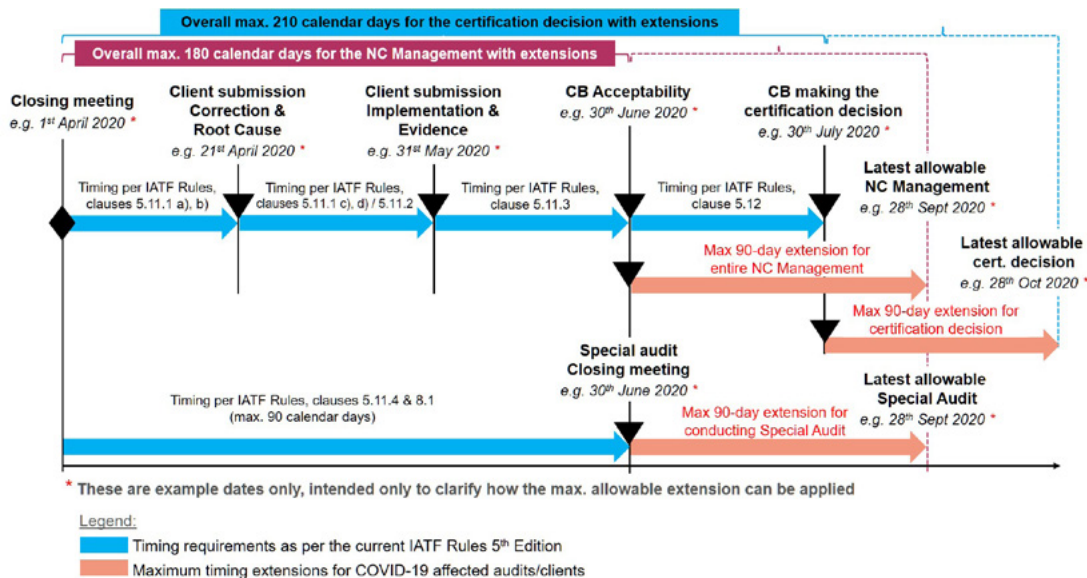 Overall max. 210 calendar days for the certification decision with extensions
Overall max. 180 calendar days for the NC Management with extensions
Closing meeting
e.g. 1st April 2020 *
Client submission
Correction &
Root Cause
e.g. 21st April 2020 *
Client submission
Implementation &
Evidence
e.g. 31st May 2020 *
CB Acceptability
e.g. 30th June 2020 *
CB making the
certification decision
e.g. 30th July 2020 *
Latest allowable
NC Management
e.g. 28th Sept 2020 *
Latest allowable
cert. decision
e.g. 28th Oct 2020 *
Timing per IATF Rules,
clauses 5.11.1 a), b)
Timing per IATF Rules,
clauses 5.11.1 c), d) / 5.11.2
Timing per IATF Rules,
clause 5.11.3
Timing per IATF Rules,
clause 5.12
Max 90-day extension for
entire NC Management
Max 90-day extension for
certification decision
Special audit
Closing meeting
e.g. 30th June 2020 *
Latest allowable
Special Audit
e.g. 28th Sept 2020 *
Timing per IATF Rules, clauses 5.11.4 & 8.1
(max. 90 calendar days)
Max 90-day extension for
conducting Special Audit
* These are example dates only, intended only to clarify how the max. allowable extension can be applied
Legend:
Timing requirements as per the current IATF Rules 5th Edition
Maximum timing extensions for COVID-19 affected audits/clients